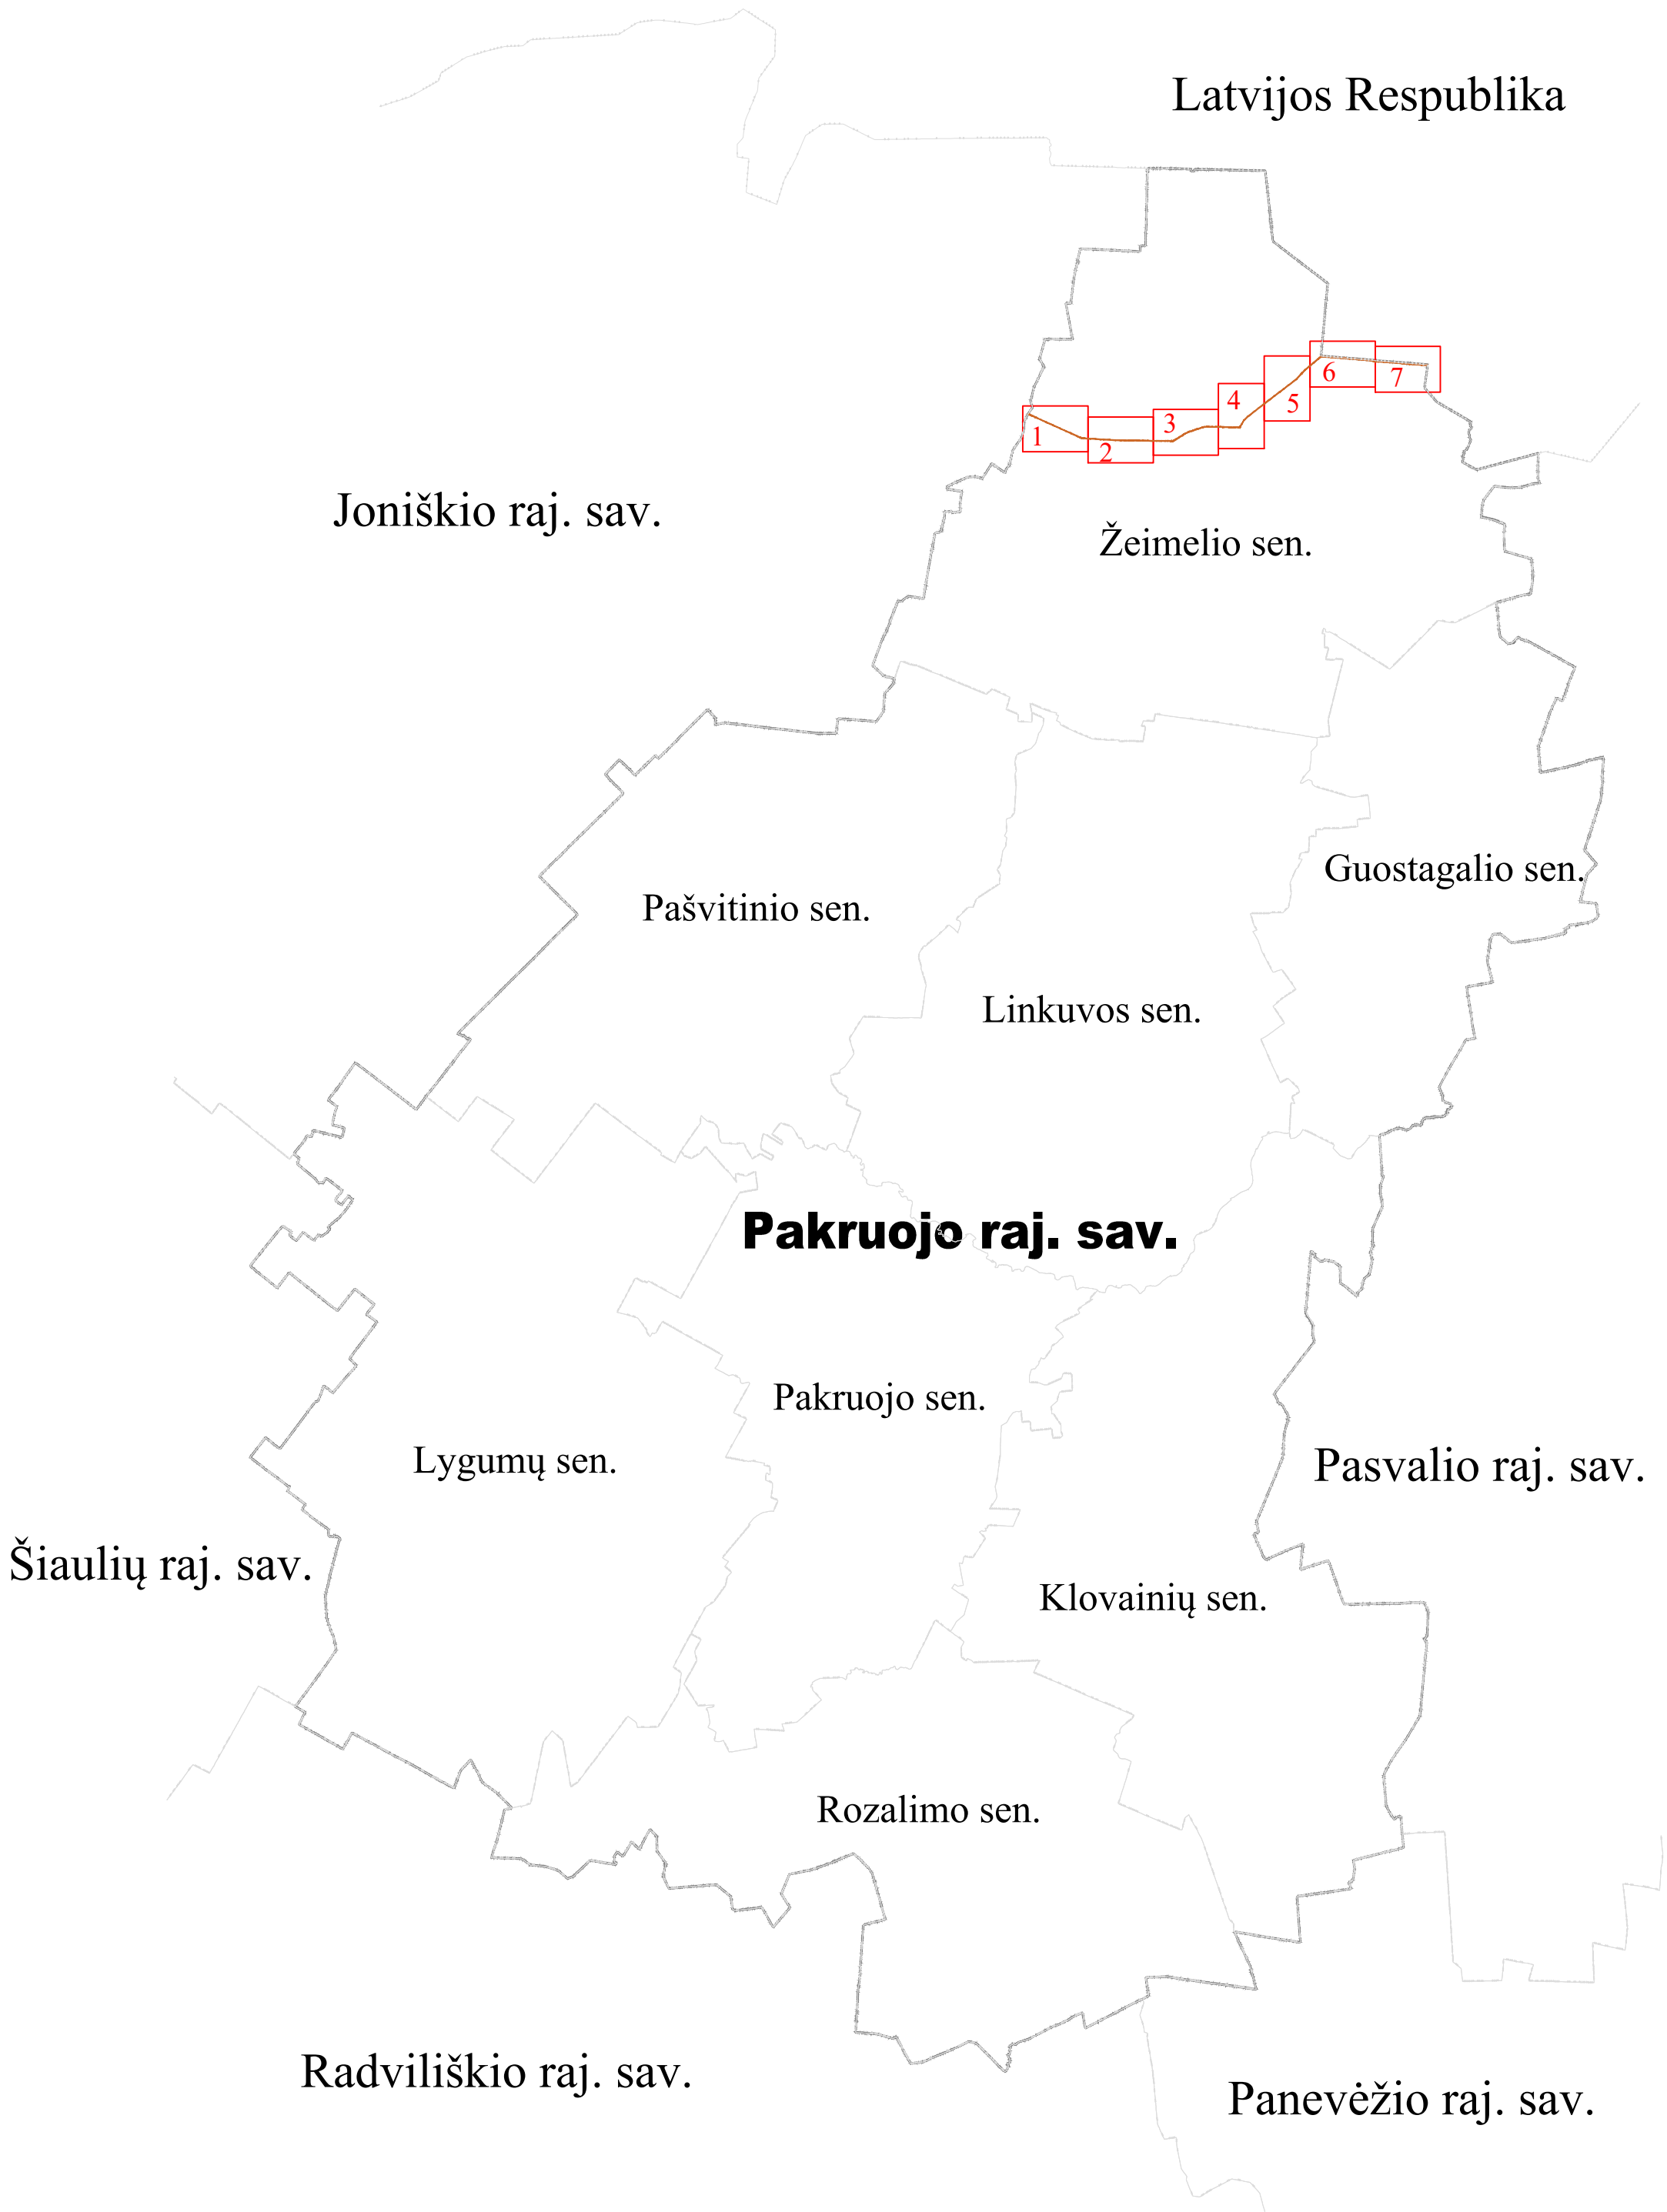 Latvijos Respublika
6
7
4
5
3
1
2
Joniškio raj. sav.
Žeimelio sen.
Guostagalio sen.
Pašvitinio sen.
Linkuvos sen.
Pakruojo raj. sav.
Pakruojo sen.
Lygumų sen.
Pasvalio raj. sav.
Šiaulių raj. sav.
Klovainių sen.
Rozalimo sen.
Radviliškio raj. sav.
Panevėžio raj. sav.